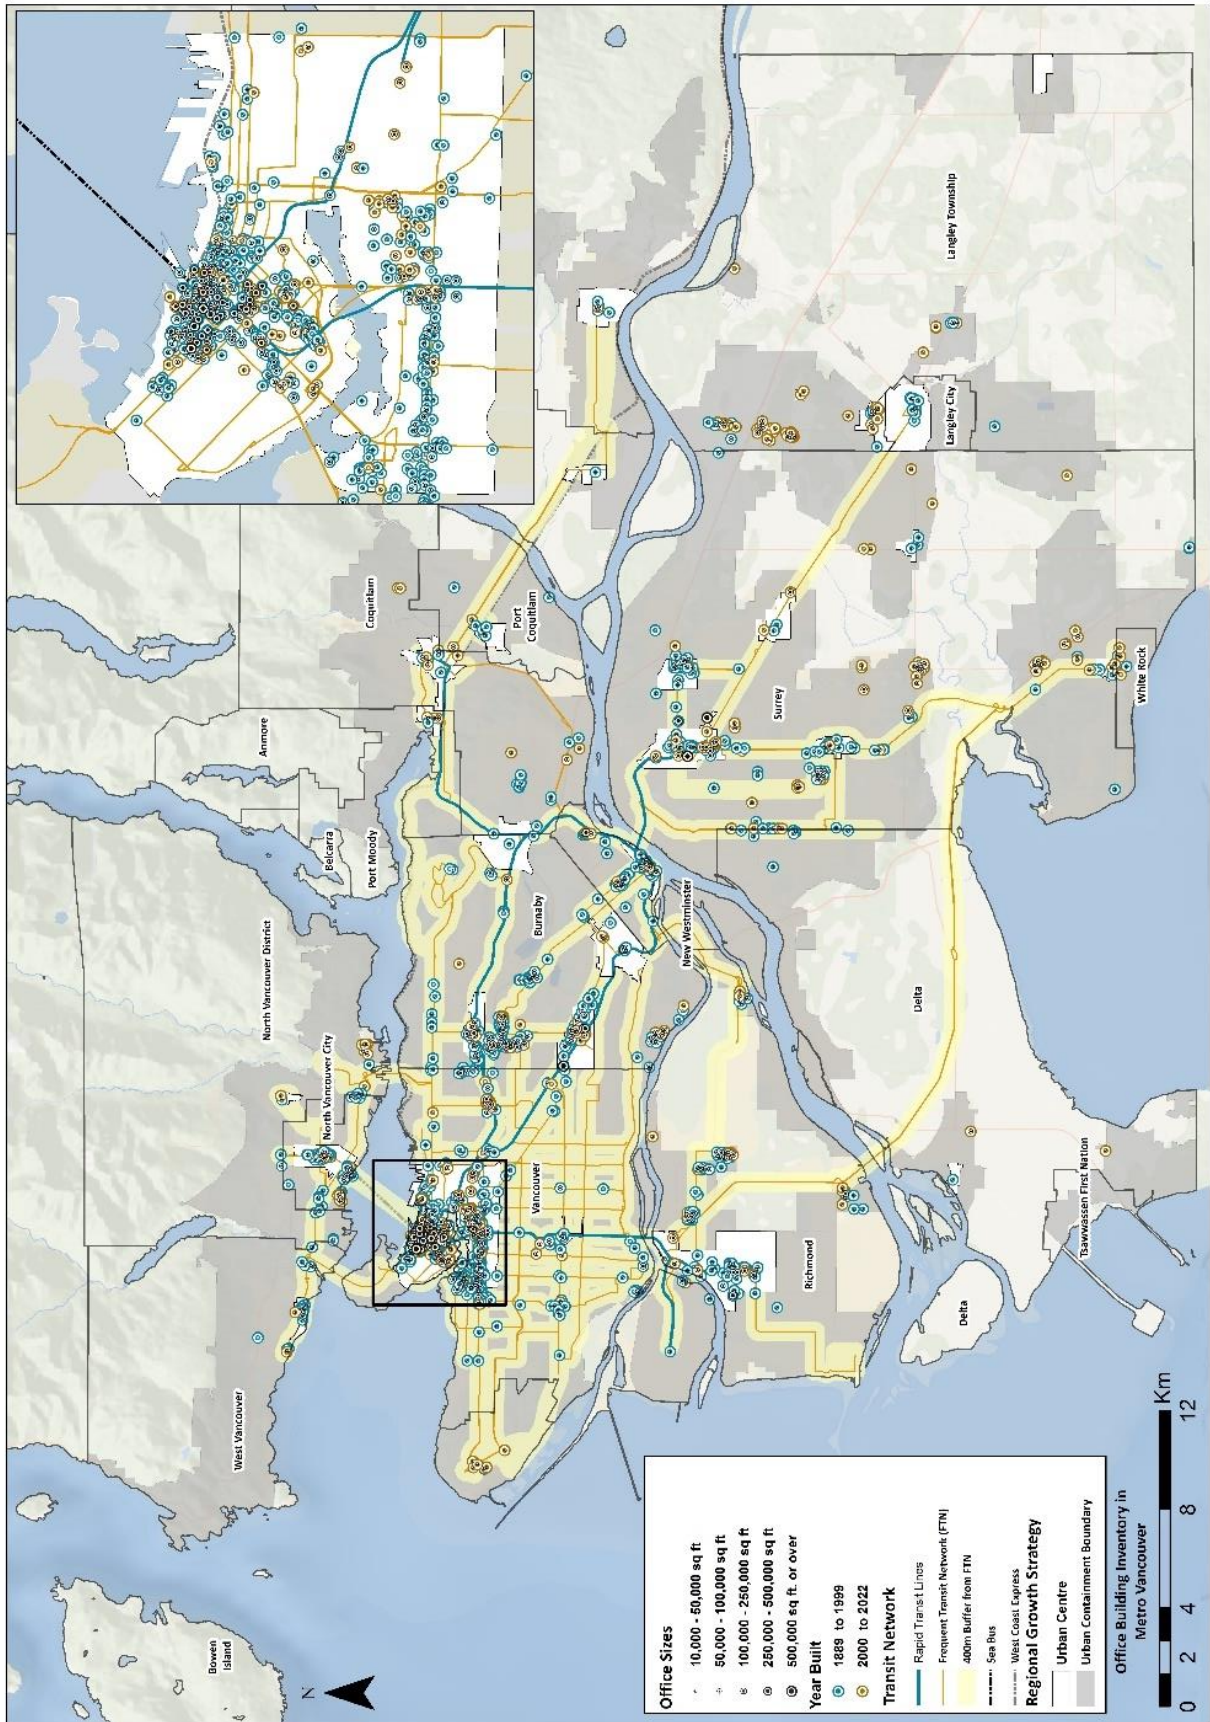 Bowen
Island
West Vancouver
North Vancouver City
North Vancouver District
Belcarra
Anmore
Port Moody
Coquitlam
Port
Coquitlam
Vancouver
Burnaby
New Westminster
Richmond
Surrey
Langley City
Langley Township
Delta
Delta
Tsawwassen First Nation
White Rock
N
Office Sizes
10,000 - 50,000 sq ft
50,000 - 100,000 sq ft
100,000 - 250,000 sq ft
250,000 - 500,000 sq ft
500,000 sq ft. or over
Year Built
1889 to 1999
2000 to 2022
Transit Network
Rapid Transit Lines
Frequent Transit Network (FTN)
400m Buffer from FTN
Sea Bus
West Coast Express
Regional Growth Strategy
Urban Centre
Urban Containment Boundary
Office Building Inventory in
Metro Vancouver
0 2 4 8 12
Km